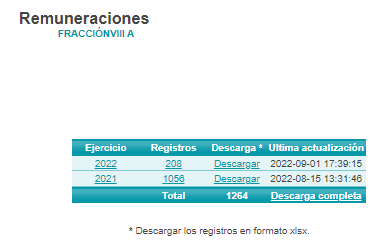 Remuneraciones
FRACCIÓNVIII A
Ejercicio Registros Descarga * Ultima actualización
2022 208 Descargar 2022-09-01 17:39:15
2021 1056 Descargar 2022-08-15 13:31:46
Total 1264 Descarga completa
* Descargar los registros en formato xlsx.